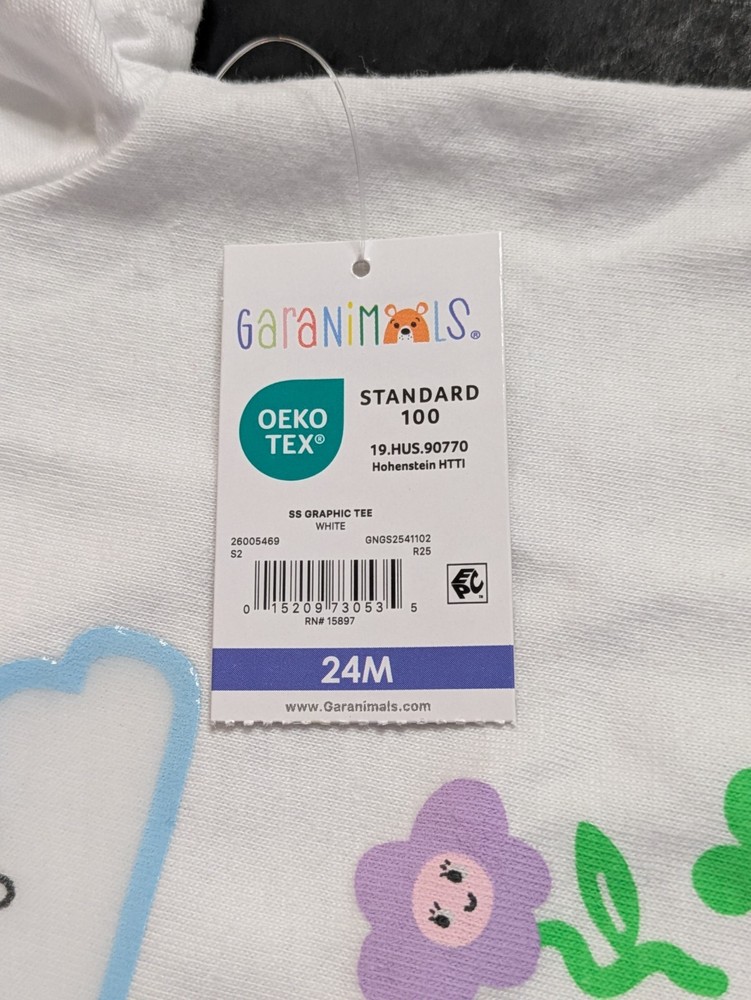 GaraNiMALS®
OEKO
TEX®
STANDARD
100
19.HUS.90770
Hohenstein HTTI
SS GRAPHIC TEE
WHITE
26005469 GNGS2541102
S2 R25
0 15209 73053 5
RN# 15897
EPC™
24M
www.Garanimals.com